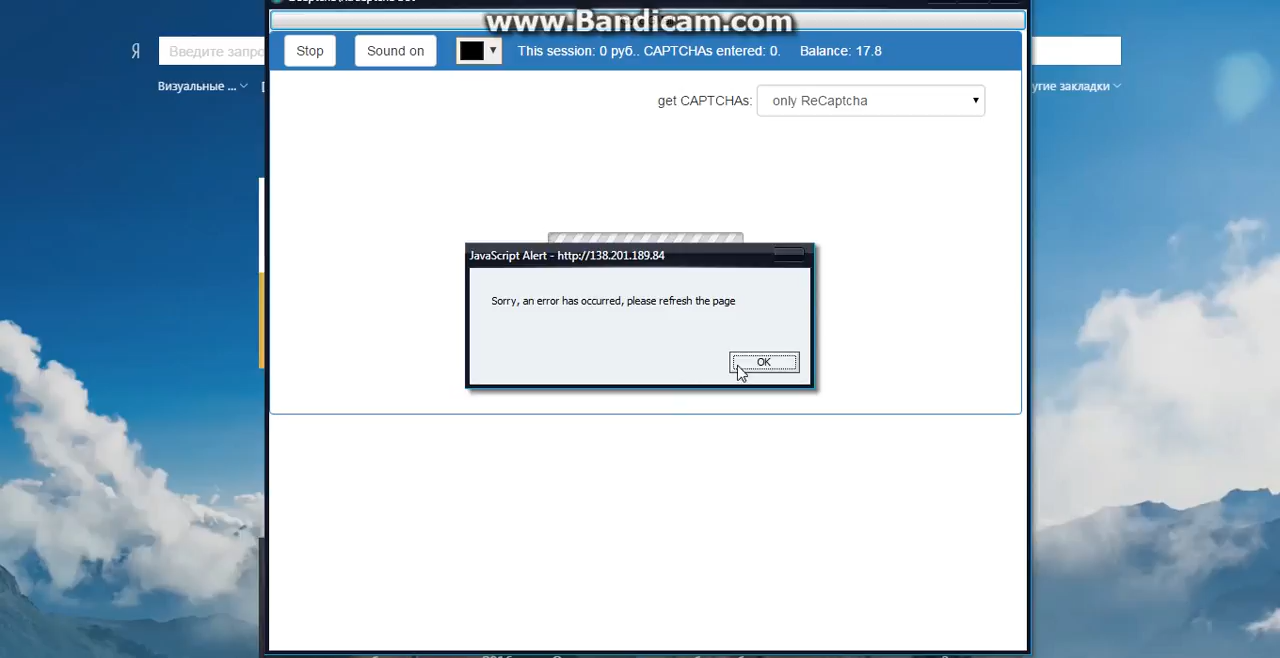 www.Bandicam.com
Я
Введите запро
Stop
Sound on
This session: 0 руб.. CAPTCHAs entered: 0.
Balance: 17.8
Визуальные ...
угие закладки
get CAPTCHAs:
only ReCaptcha
JavaScript Alert - http://138.201.189.84
Sorry, an error has occurred, please refresh the page
OK